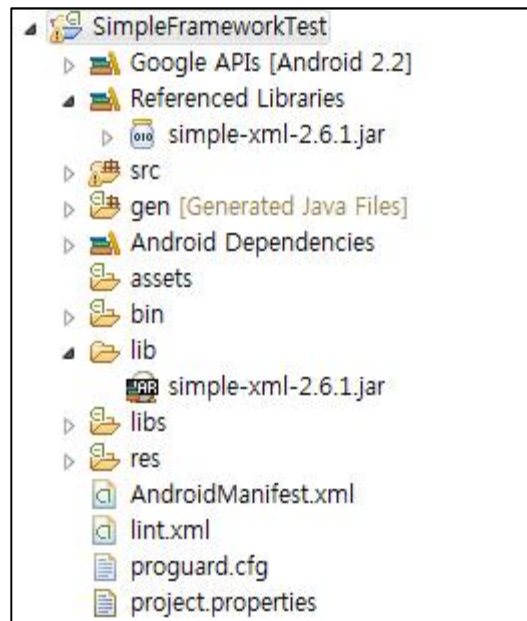 SimpleFrameworkTest
Google APIs [Android 2.2]
Referenced Libraries
simple-xml-2.6.1.jar
src
gen [Generated Java Files]
Android Dependencies
assets
bin
lib
simple-xml-2.6.1.jar
libs
res
AndroidManifest.xml
lint.xml
proguard.cfg
project.properties